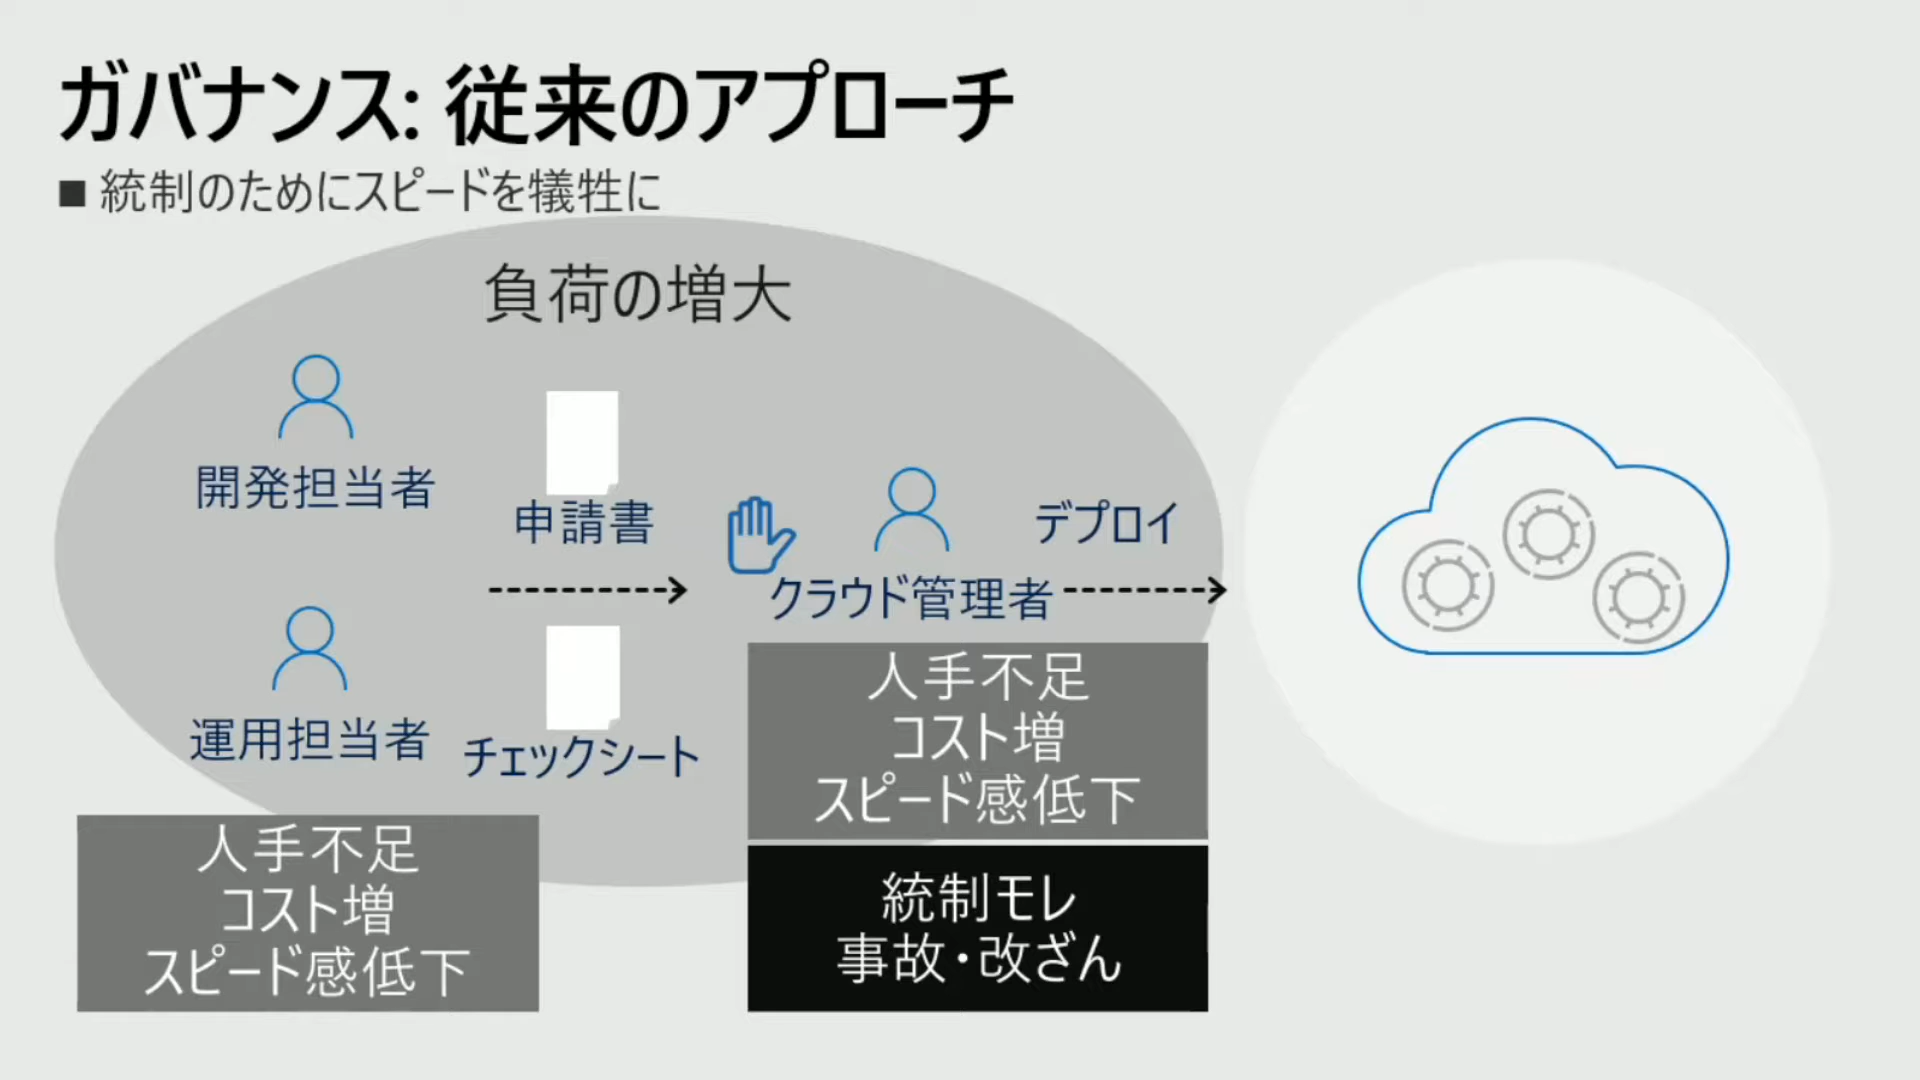 ガバナンス: 従来のアプローチ
■ 統制のためにスピードを犠牲に
負荷の増大
開発担当者
申請書
デプロイ
クラウド管理者
運用担当者
チェックシート
人手不足
コスト増
スピード感低下
人手不足
コスト増
スピード感低下
統制モレ
事故・改ざん